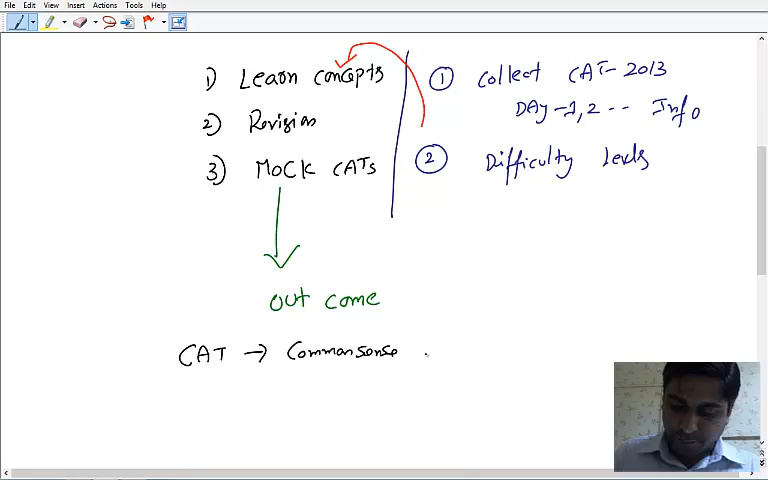 File Edit View Insert Actions Tools Help
1) Learn concepts
2) Revision
3) MOCK CATs
out come
CAT → Commonsense
① Collect CAT-2013
DAy-1,2 -- Info
② Difficulty levels